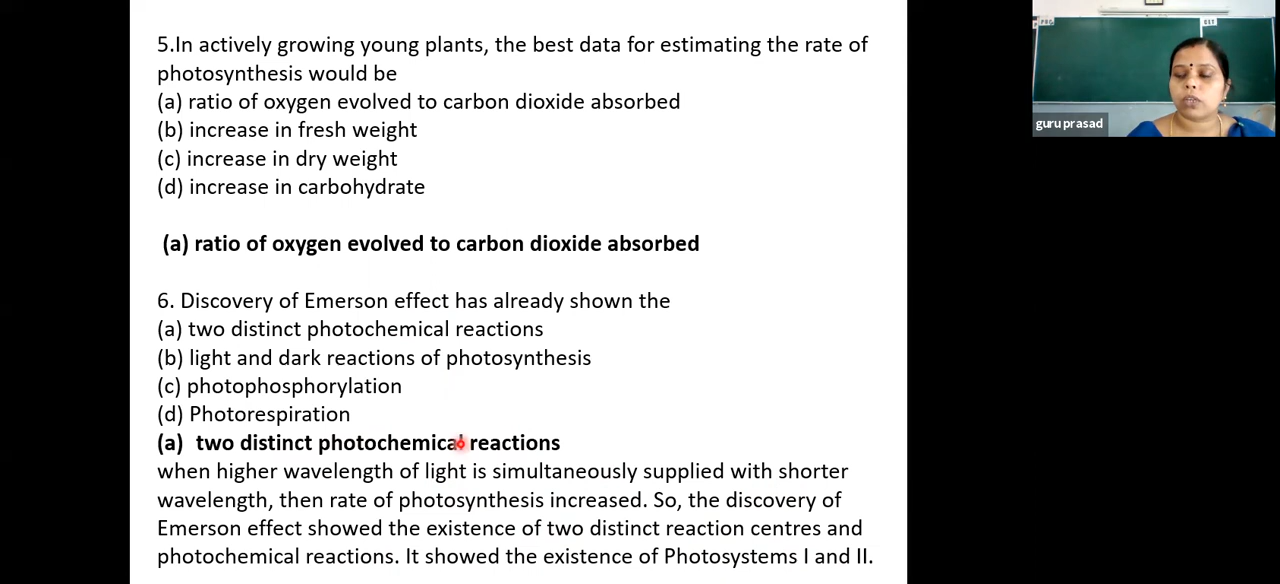 5.In actively growing young plants, the best data for estimating the rate of
photosynthesis would be
(a) ratio of oxygen evolved to carbon dioxide absorbed
(b) increase in fresh weight
(c) increase in dry weight
(d) increase in carbohydrate
(a) ratio of oxygen evolved to carbon dioxide absorbed
6. Discovery of Emerson effect has already shown the
(a) two distinct photochemical reactions
(b) light and dark reactions of photosynthesis
(c) photophosphorylation
(d) Photorespiration
(a) two distinct photochemical reactions
when higher wavelength of light is simultaneously supplied with shorter
wavelength, then rate of photosynthesis increased. So, the discovery of
Emerson effect showed the existence of two distinct reaction centres and
photochemical reactions. It showed the existence of Photosystems I and II.
guru prasad